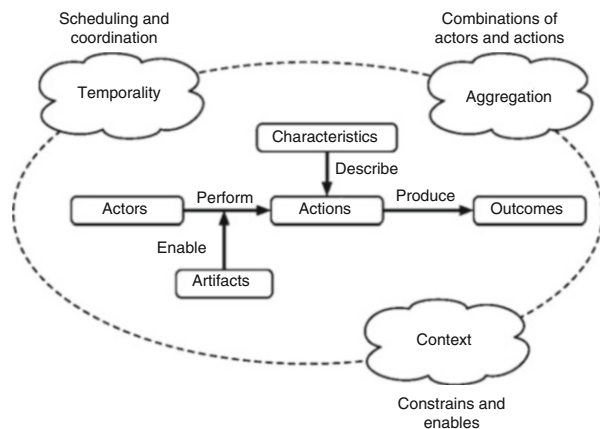 Scheduling and
coordination
Combinations of
actors and actions
Temporality
Aggregation
Characteristics
Describe
Perform
Produce
Actors
Actions
Outcomes
Enable
Artifacts
Context
Constrains and
enables